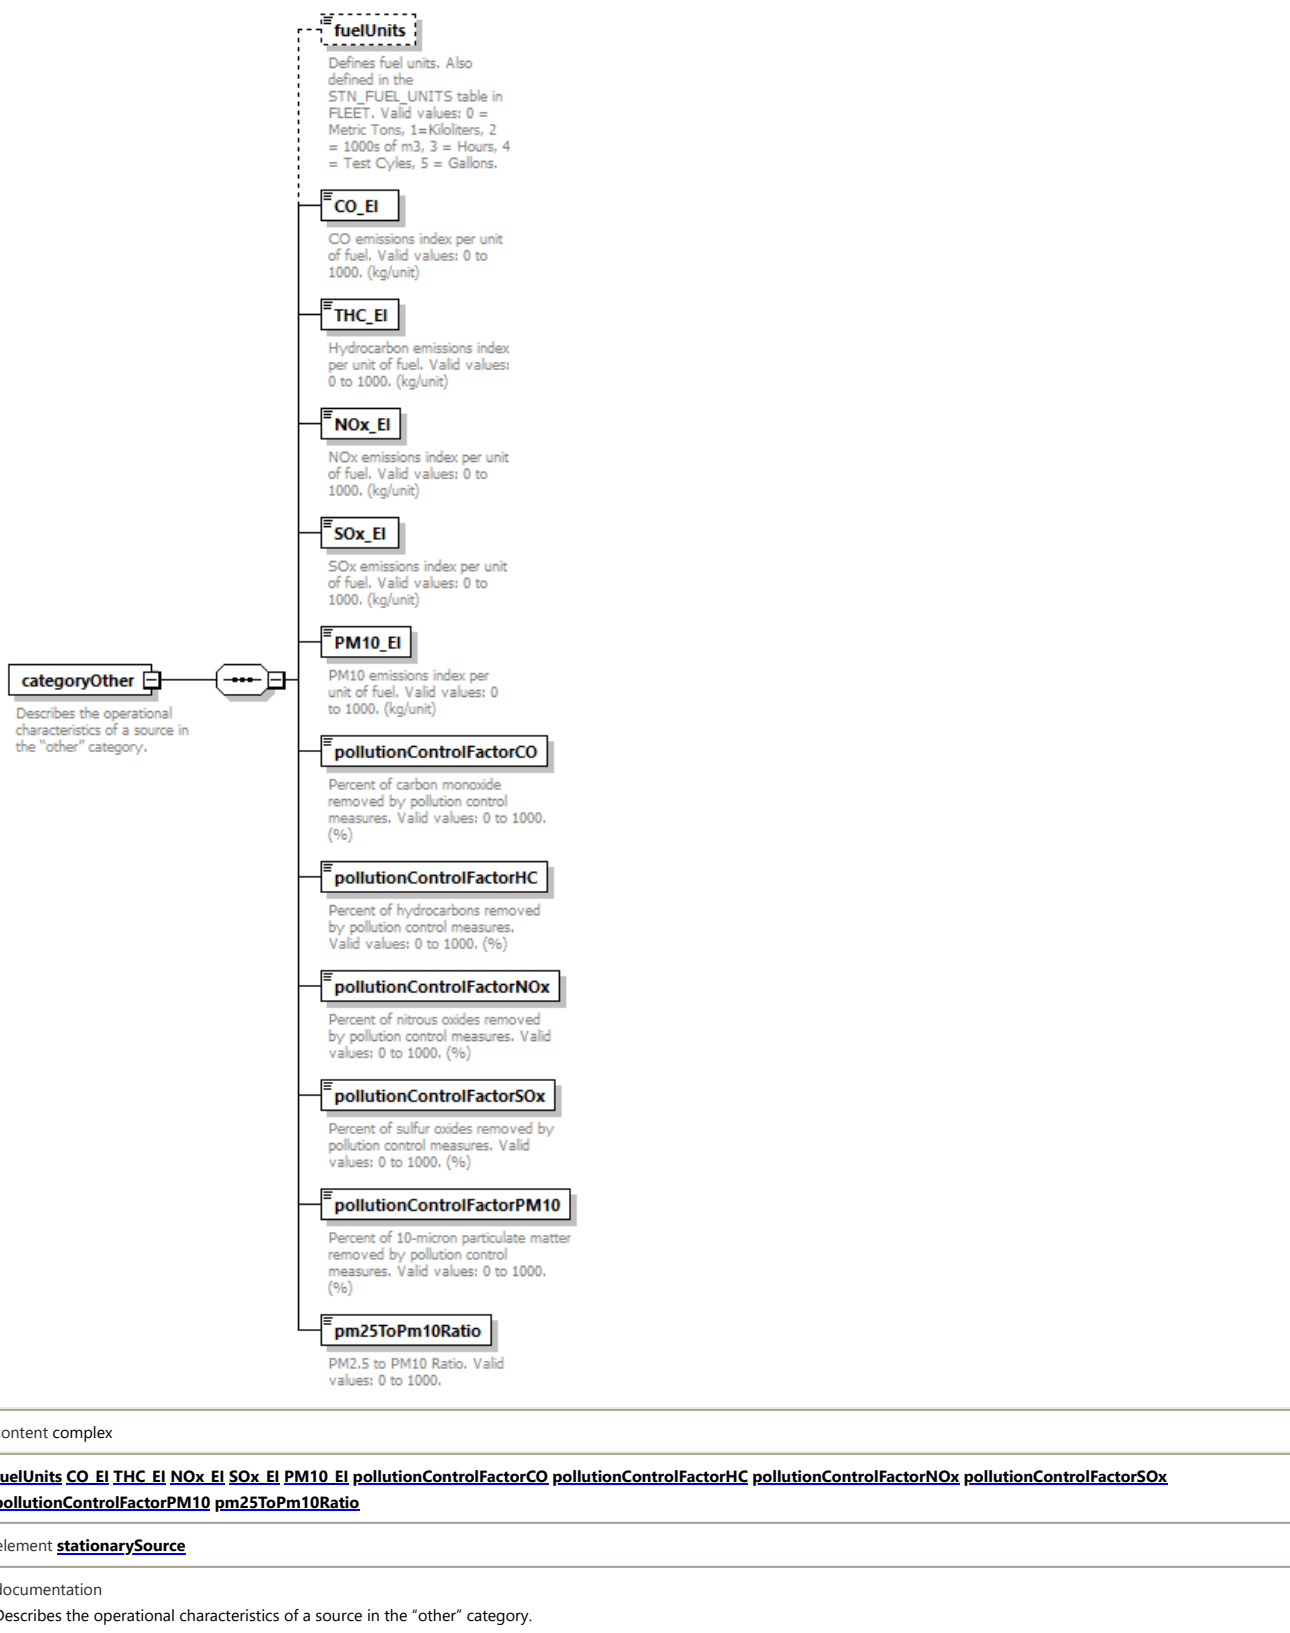 fuelUnits
Defines fuel units. Also
defined in the
STN_FUEL_UNITS table in
FLEET. Valid values: 0 =
Metric Tons, 1=Kiloliters, 2
= 1000s of m3, 3 = Hours, 4
= Test Cyles, 5 = Gallons.
CO_EI
CO emissions index per unit
of fuel. Valid values: 0 to
1000. (kg/unit)
THC_EI
Hydrocarbon emissions index
per unit of fuel. Valid values:
0 to 1000. (kg/unit)
NOx_EI
NOx emissions index per unit
of fuel. Valid values: 0 to
1000. (kg/unit)
SOx_EI
SOx emissions index per unit
of fuel. Valid values: 0 to
1000. (kg/unit)
PM10_EI
PM10 emissions index per
unit of fuel. Valid values: 0
to 1000. (kg/unit)
categoryOther
Describes the operational
characteristics of a source in
the "other" category.
pollutionControlFactorCO
Percent of carbon monoxide
removed by pollution control
measures. Valid values: 0 to 1000.
(%)
pollutionControlFactorHC
Percent of hydrocarbons removed
by pollution control measures.
Valid values: 0 to 1000. (%)
pollutionControlFactorNOx
Percent of nitrous oxides removed
by pollution control measures. Valid
values: 0 to 1000. (%)
pollutionControlFactorSOx
Percent of sulfur oxides removed by
pollution control measures. Valid
values: 0 to 1000. (%)
pollutionControlFactorPM10
Percent of 10-micron particulate matter
removed by pollution control
measures. Valid values: 0 to 1000.
(%)
pm25ToPm10Ratio
PM2.5 to PM10 Ratio. Valid
values: 0 to 1000.
content complex
fuelUnits CO_EI THC_EI NOx_EI SOx_EI PM10_EI pollutionControlFactorCO pollutionControlFactorHC pollutionControlFactorNOx pollutionControlFactorSOx
pollutionControlFactorPM10 pm25ToPm10Ratio
element stationarySource
documentation
Describes the operational characteristics of a source in the “other” category.